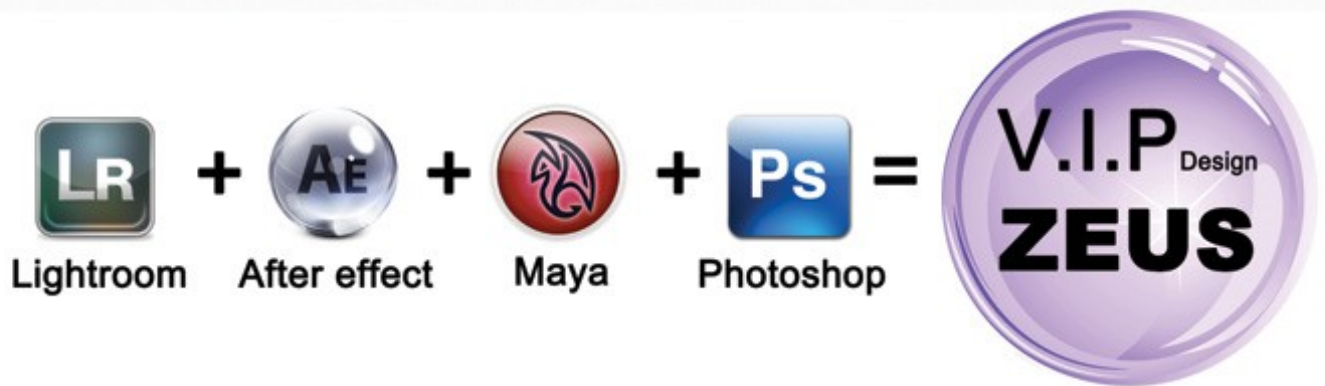 LR + AE + + Ps =
Lightroom After effect Maya Photoshop
V.I.P Design
ZEUS